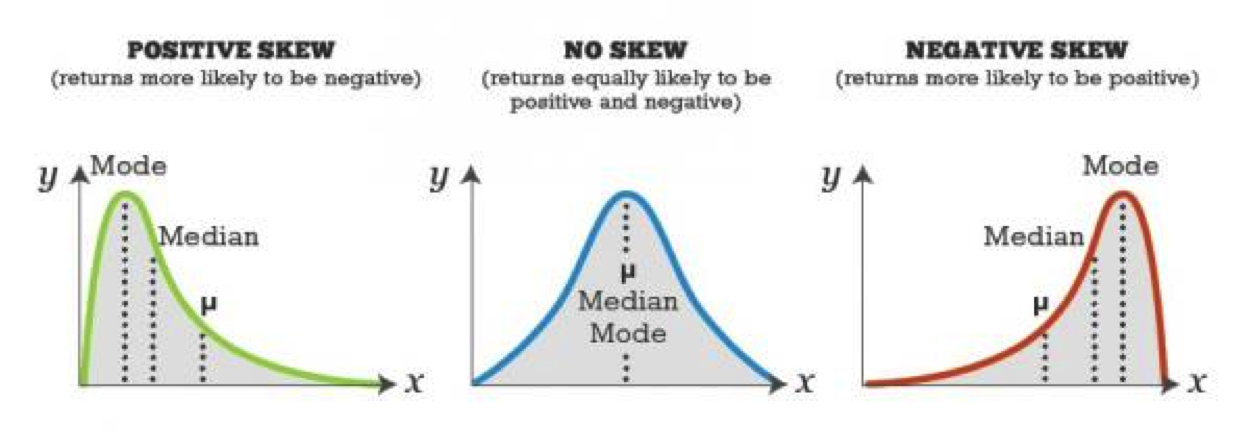 POSITIVE SKEW
(returns more likely to be negative)
y
Mode
Median
μ
x
NO SKEW
(returns equally likely to be
positive and negative)
y
μ
Median
Mode
x
NEGATIVE SKEW
(returns more likely to be positive)
y
Mode
Median
μ
x